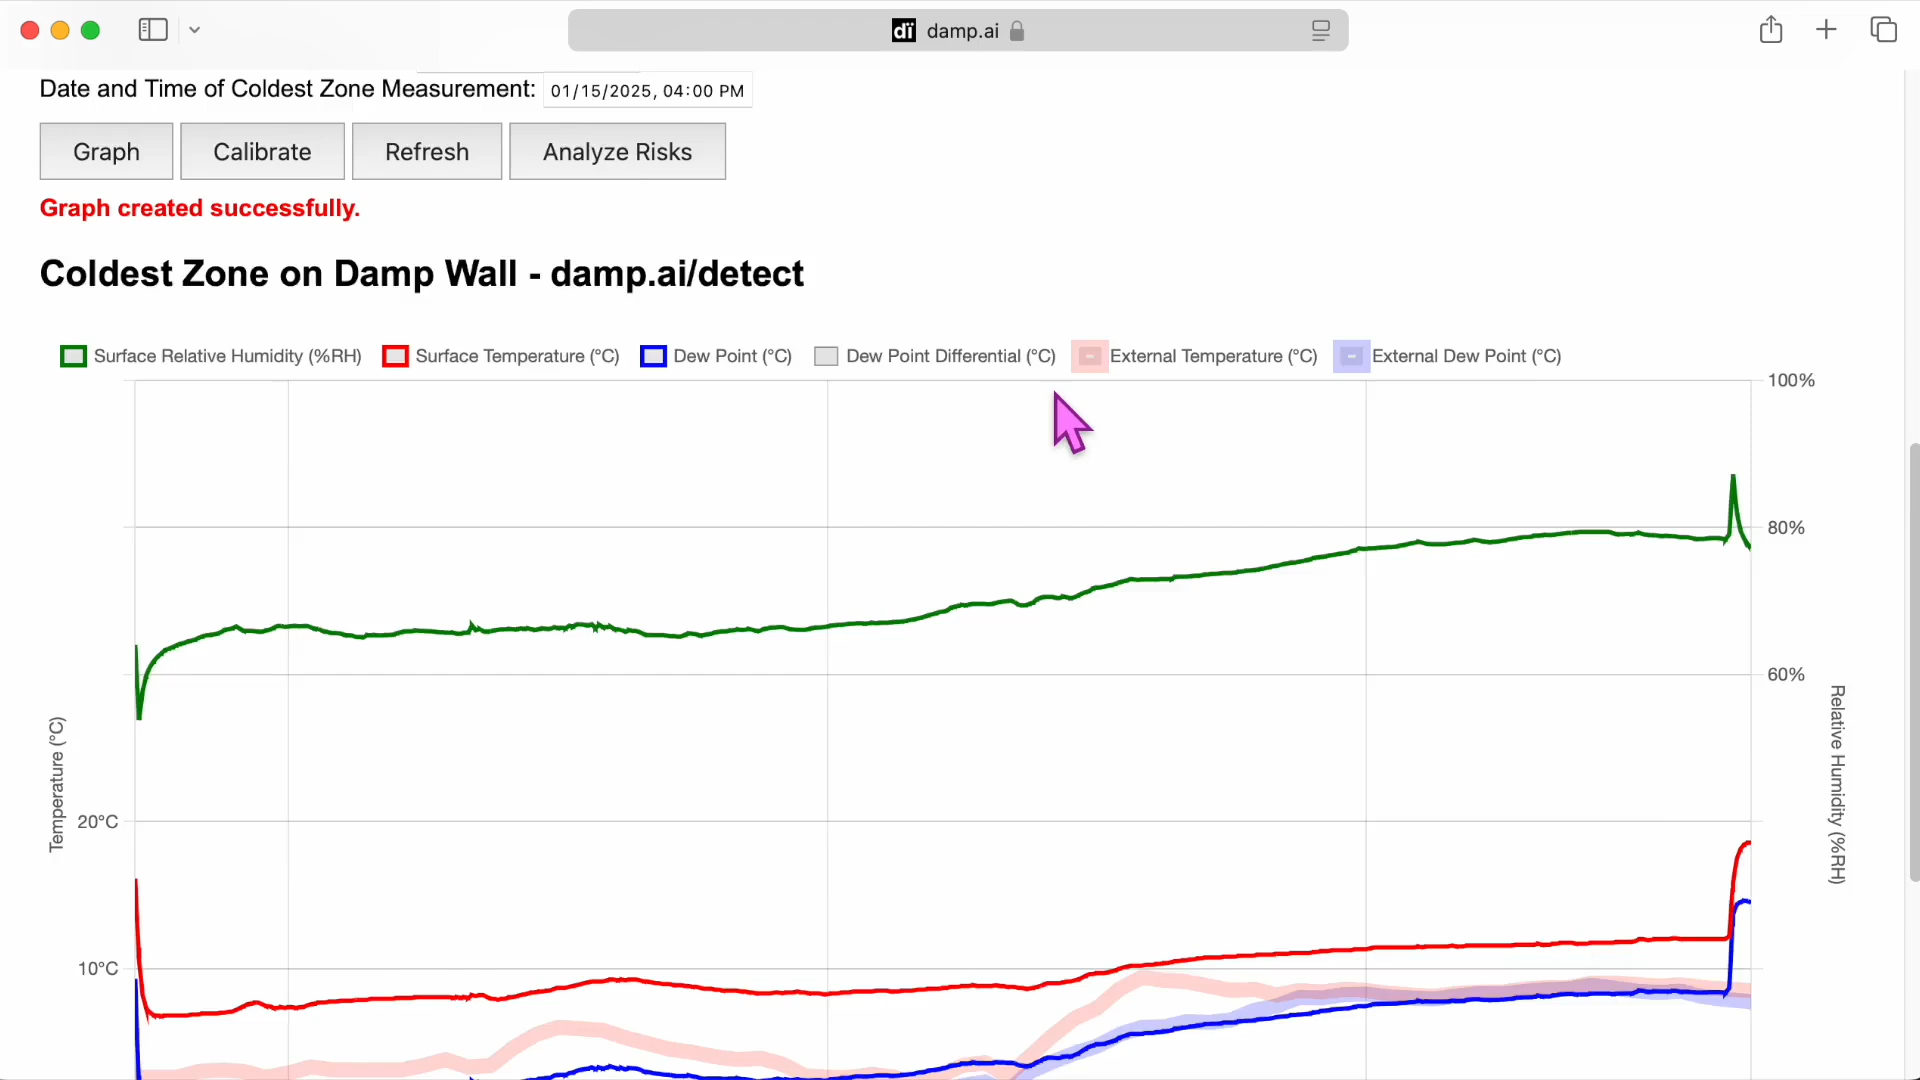 dï damp.ai
Date and Time of Coldest Zone Measurement: 01/15/2025, 04:00 PM
Graph Calibrate Refresh Analyze Risks
Graph created successfully.
Coldest Zone on Damp Wall - damp.ai/detect
Surface Relative Humidity (%RH) Surface Temperature (°C) Dew Point (°C) Dew Point Differential (°C) External Temperature (°C) External Dew Point (°C)
100%
80%
60%
Temperature (°C)
Relative Humidity (%RH)
20°C
10°C